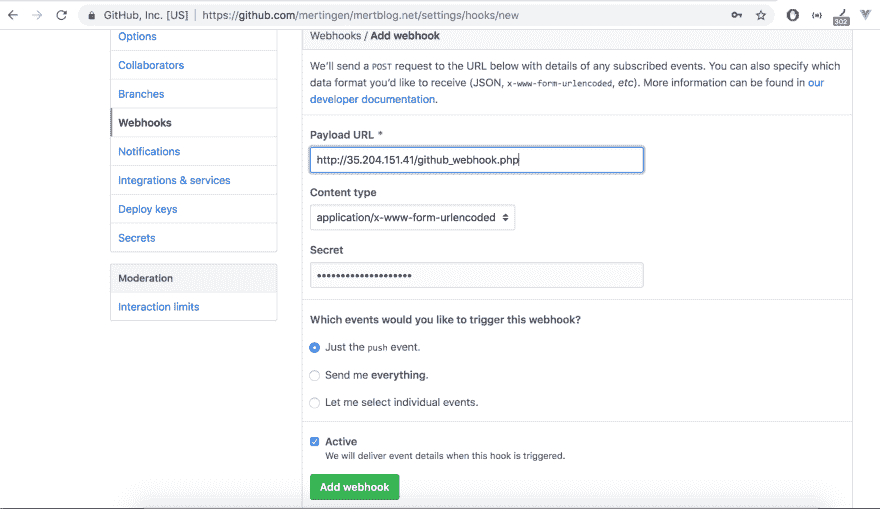 GitHub, Inc. [US] | https://github.com/mertingen/mertblog.net/settings/hooks/new
302
Options
Collaborators
Branches
Webhooks
Notifications
Integrations & services
Deploy keys
Secrets
Moderation
Interaction limits
Webhooks / Add webhook
We'll send a POST request to the URL below with details of any subscribed events. You can also specify which
data format you'd like to receive (JSON, x-www-form-urlencoded, etc). More information can be found in our
developer documentation.
Payload URL *
http://35.204.151.41/github_webhook.php
Content type
application/x-www-form-urlencoded
Secret
••••••••••••••••••••
Which events would you like to trigger this webhook?
Just the push event.
Send me everything.
Let me select individual events.
Active
We will deliver event details when this hook is triggered.
Add webhook